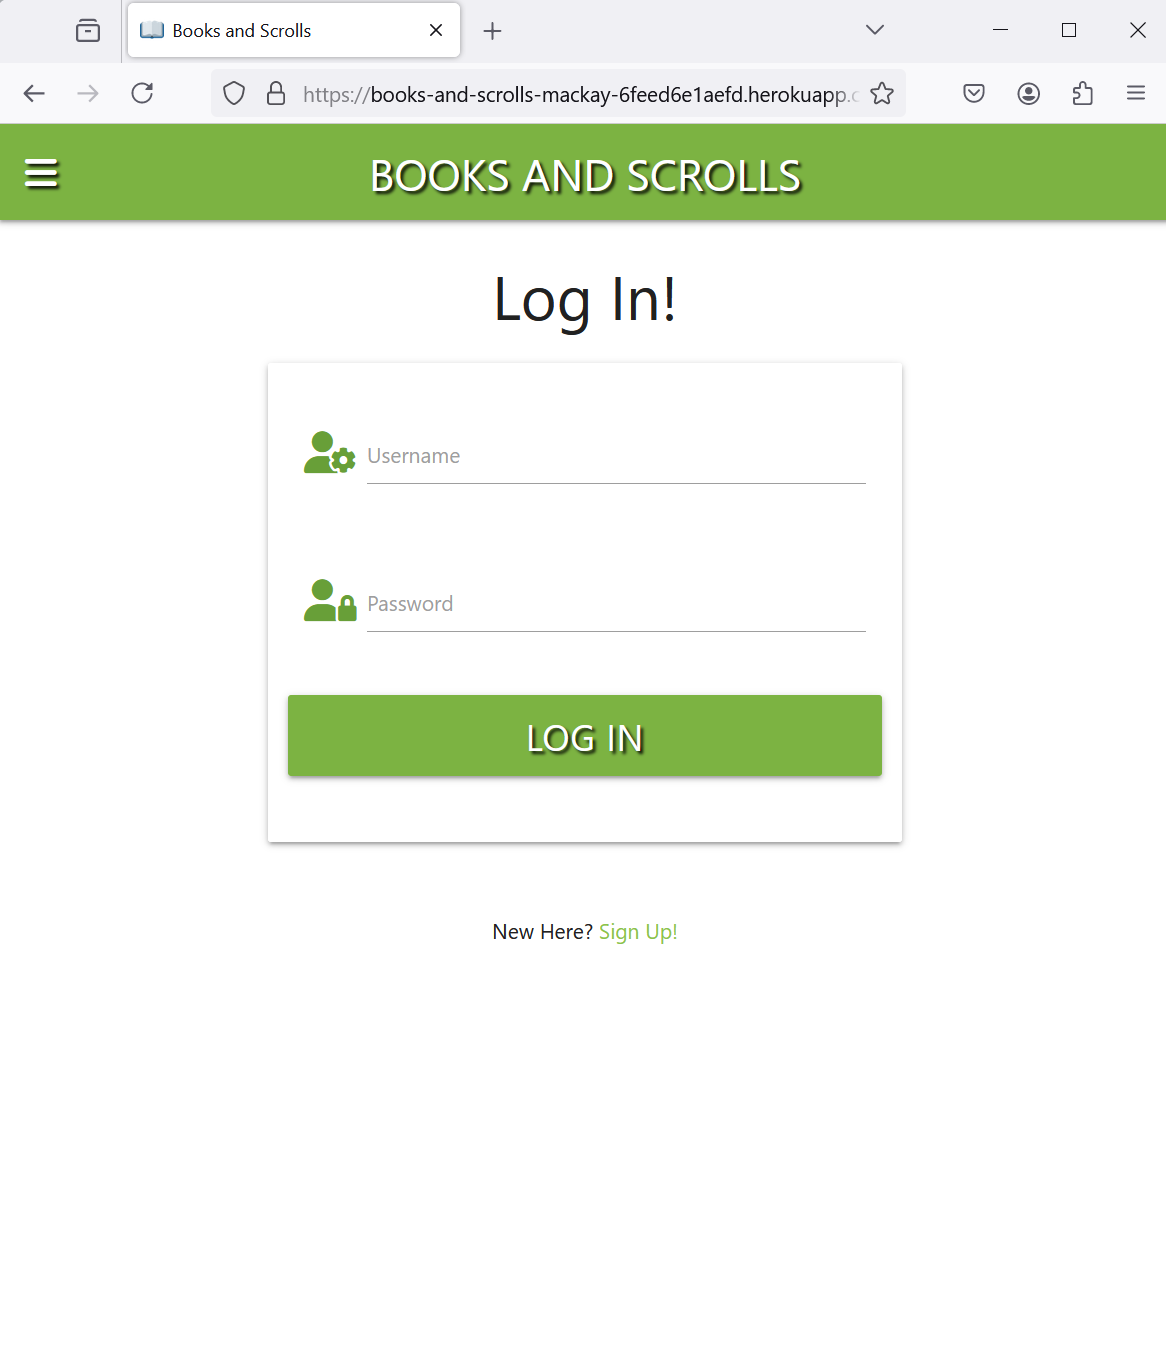 Books and Scrolls
https://books-and-scrolls-mackay-6feed6e1aefd.herokuapp.c
BOOKS AND SCROLLS
Log In!
Username
Password
LOG IN
New Here? Sign Up!